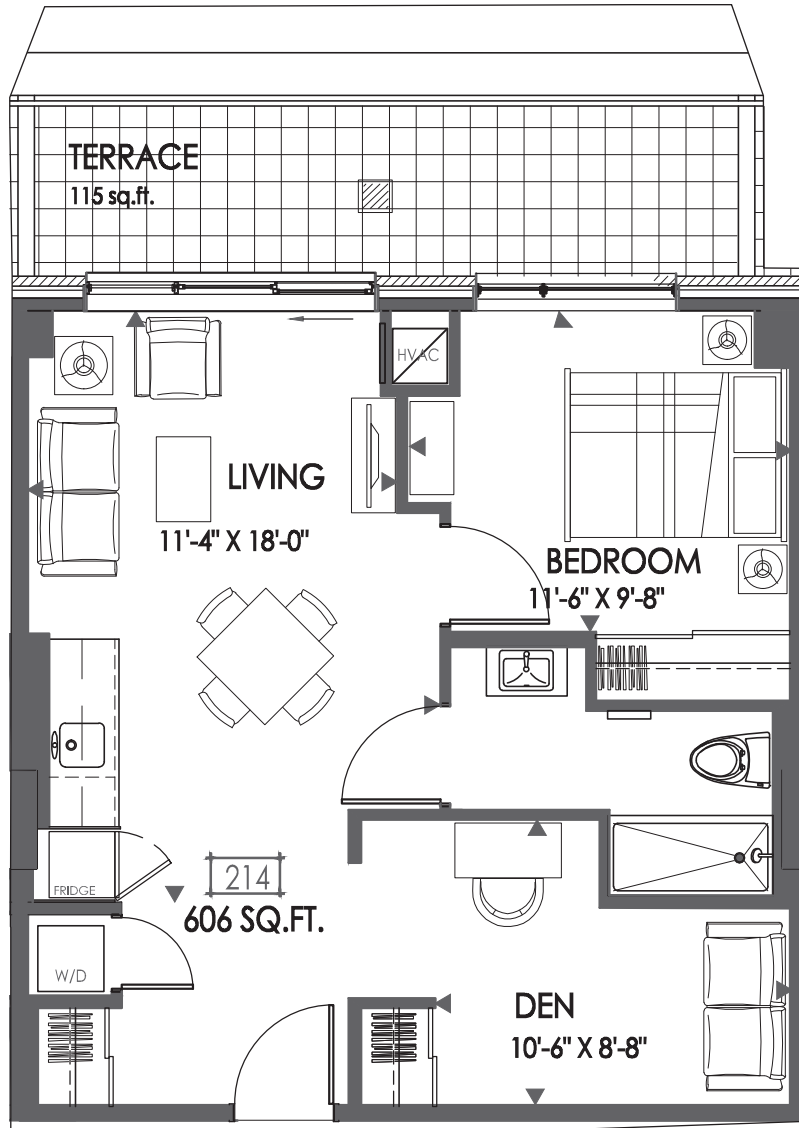 TERRACE
115 sq.ft.
HVAC
LIVING
11'-4" X 18'-0"
BEDROOM
11'-6" X 9'-8"
FRIDGE
214
606 SQ.FT.
W/D
DEN
10'-6" X 8'-8"